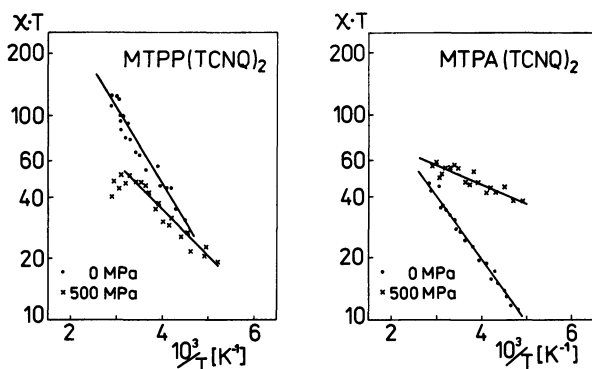 χ·T
200
100
60
40
20
10
MTPP(TCNQ)₂
• 0 MPa
× 500 MPa
2 4 6
10³/T [K⁻¹]
χ·T
200
100
60
40
20
10
MTPA(TCNQ)₂
• 0 MPa
× 500 MPa
2 4 6
10³/T [K⁻¹]